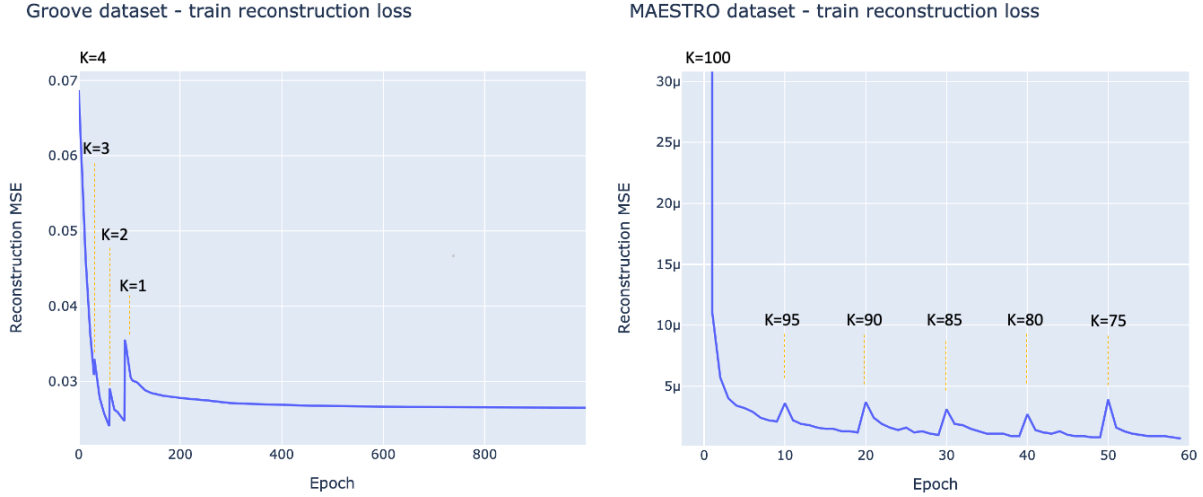 Groove dataset - train reconstruction loss
K=4
0.07
0.06
0.05
0.04
0.03
K=3
K=2
K=1
0
200
400
600
800
Epoch
Reconstruction MSE
MAESTRO dataset - train reconstruction loss
K=100
30μ
25μ
20μ
15μ
10μ
5μ
K=95
K=90
K=85
K=80
K=75
0
10
20
30
40
50
60
Epoch
Reconstruction MSE